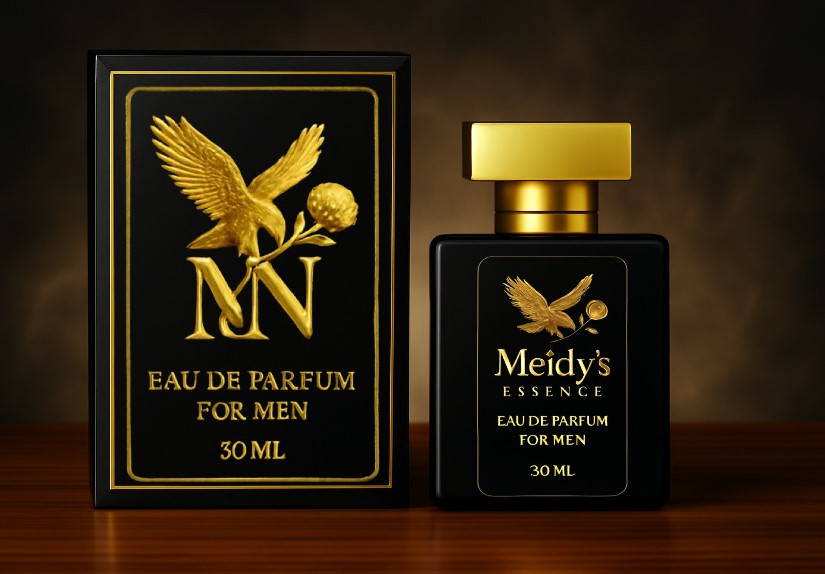 EAU DE PARFUM
FOR MEN
30 ML
Meidy's
ESSENCE
EAU DE PARFUM
FOR MEN
30 ML